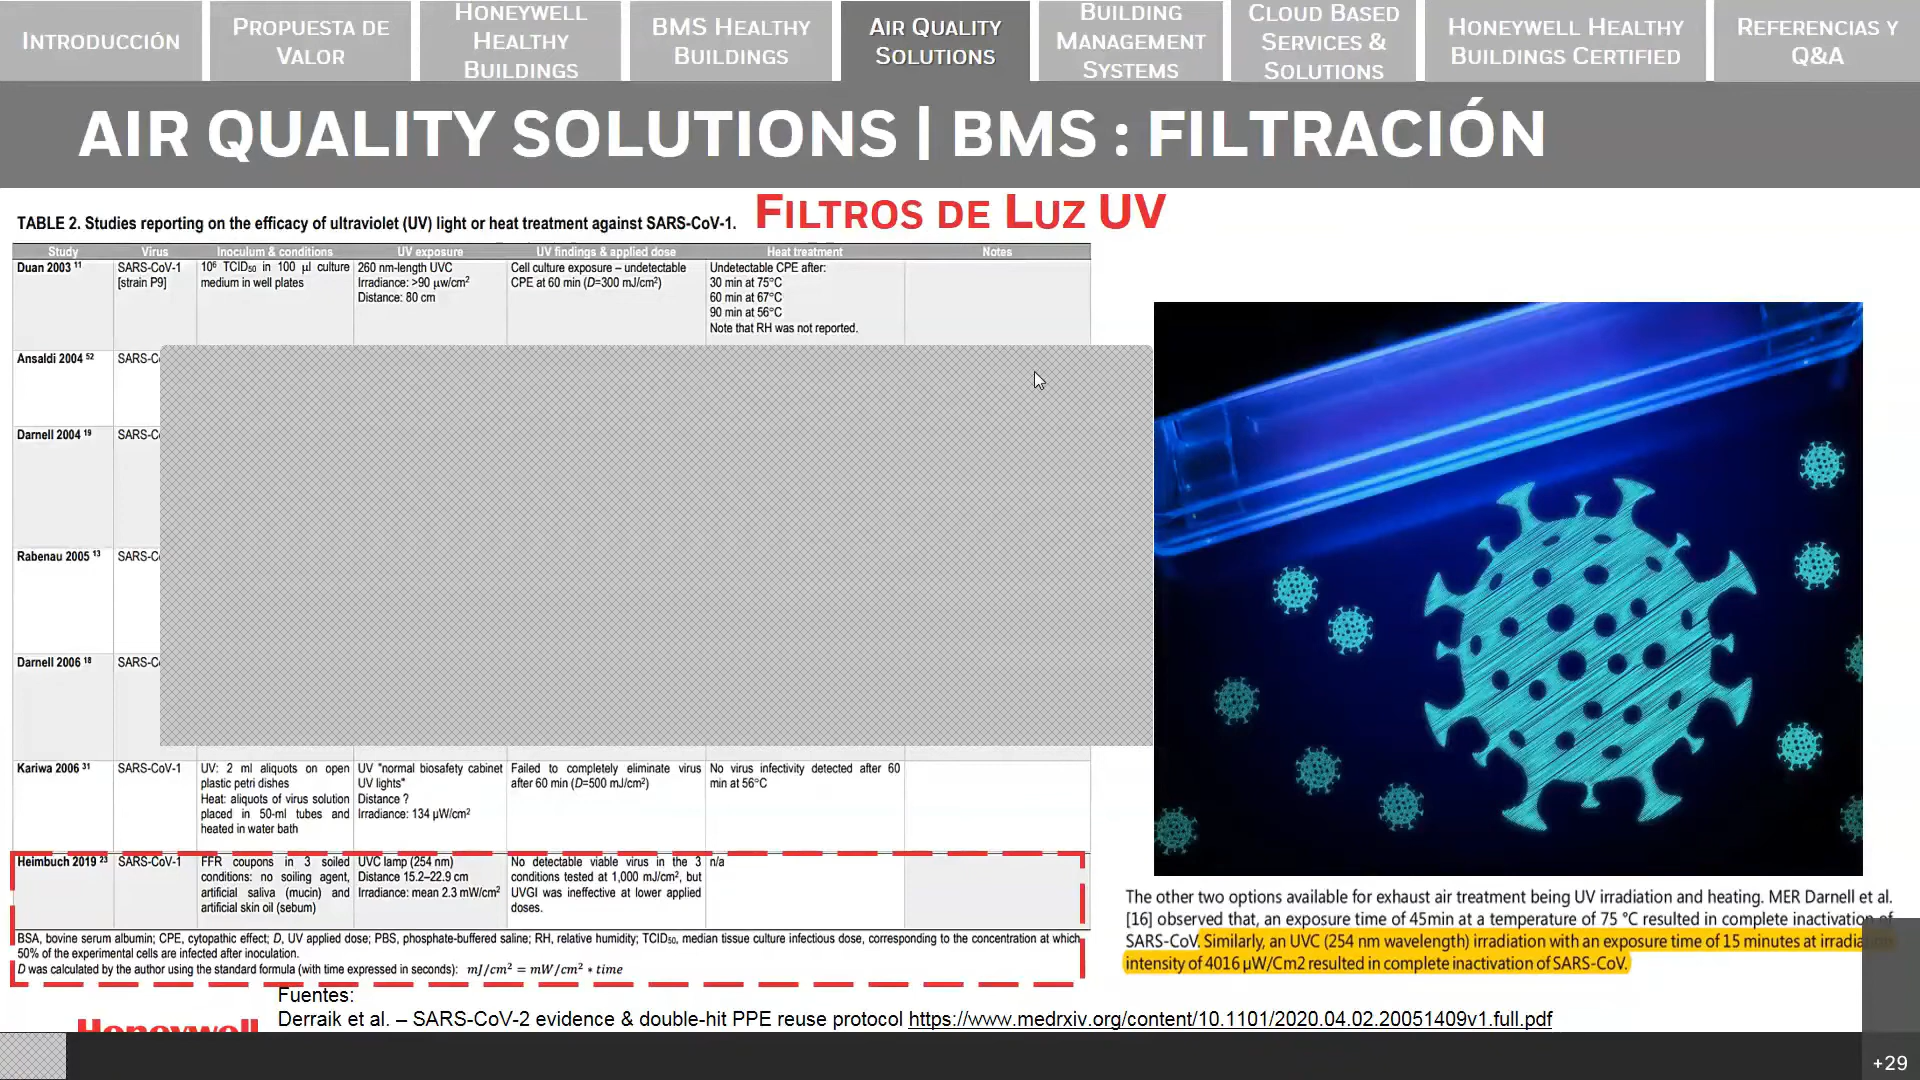 INTRODUCCIÓN
PROPUESTA DE
VALOR
HONEYWELL
HEALTHY
BUILDINGS
BMS HEALTHY
BUILDINGS
AIR QUALITY
SOLUTIONS
BUILDING
MANAGEMENT
SYSTEMS
CLOUD BASED
SERVICES &
SOLUTIONS
HONEYWELL HEALTHY
BUILDINGS CERTIFIED
REFERENCIAS Y
Q&A
AIR QUALITY SOLUTIONS | BMS : FILTRACIÓN
FILTROS DE LUZ UV
TABLE 2. Studies reporting on the efficacy of ultraviolet (UV) light or heat treatment against SARS-CoV-1.
Study Virus Inoculum & conditions UV exposure UV findings & applied dose Heat treatment Notes
Duan 2003 11
SARS-CoV-1
[strain P9]
10⁶ TCID₅₀ in 100 µl culture
medium in well plates
260 nm-length UVC
Irradiance: >90 µw/cm²
Distance: 80 cm
Cell culture exposure – undetectable
CPE at 60 min (D=300 mJ/cm²)
Undetectable CPE after:
30 min at 75°C
60 min at 67°C
90 min at 56°C
Note that RH was not reported.
Ansaldi 2004 52
SARS-C
Darnell 2004 19
SARS-C
Rabenau 2005 13
SARS-C
Darnell 2006 18
SARS-C
Kariwa 2006 31
SARS-CoV-1
UV: 2 ml aliquots on open
plastic petri dishes
Heat: aliquots of virus solution
placed in 50-ml tubes and
heated in water bath
UV "normal biosafety cabinet
UV lights"
Distance ?
Irradiance: 134 µW/cm²
Failed to completely eliminate virus
after 60 min (D=500 mJ/cm²)
No virus infectivity detected after 60
min at 56°C
Heimbuch 2019 23
SARS-CoV-1
FFR coupons in 3 soiled
conditions: no soiling agent,
artificial saliva (mucin) and
artificial skin oil (sebum)
UVC lamp (254 nm)
Distance 15.2–22.9 cm
Irradiance: mean 2.3 mW/cm²
No detectable viable virus in the 3
conditions tested at 1,000 mJ/cm², but
UVGI was ineffective at lower applied
doses.
n/a
BSA, bovine serum albumin; CPE, cytopathic effect; D, UV applied dose; PBS, phosphate-buffered saline; RH, relative humidity; TCID₅₀, median tissue culture infectious dose, corresponding to the concentration at which
50% of the experimental cells are infected after inoculation.
D was calculated by the author using the standard formula (with time expressed in seconds): mJ/cm² = mW/cm² * time
The other two options available for exhaust air treatment being UV irradiation and heating. MER Darnell et al.
[16] observed that, an exposure time of 45min at a temperature of 75 °C resulted in complete inactivation of
SARS-CoV. Similarly, an UVC (254 nm wavelength) irradiation with an exposure time of 15 minutes at
intensity of 4016 µW/Cm2 resulted in complete inactivation of SARS-CoV.
Fuentes:
Derraik et al. – SARS-CoV-2 evidence & double-hit PPE reuse protocol https://www.medrxiv.org/content/10.1101/2020.04.02.20051409v1.full.pdf
Honeywell
+29